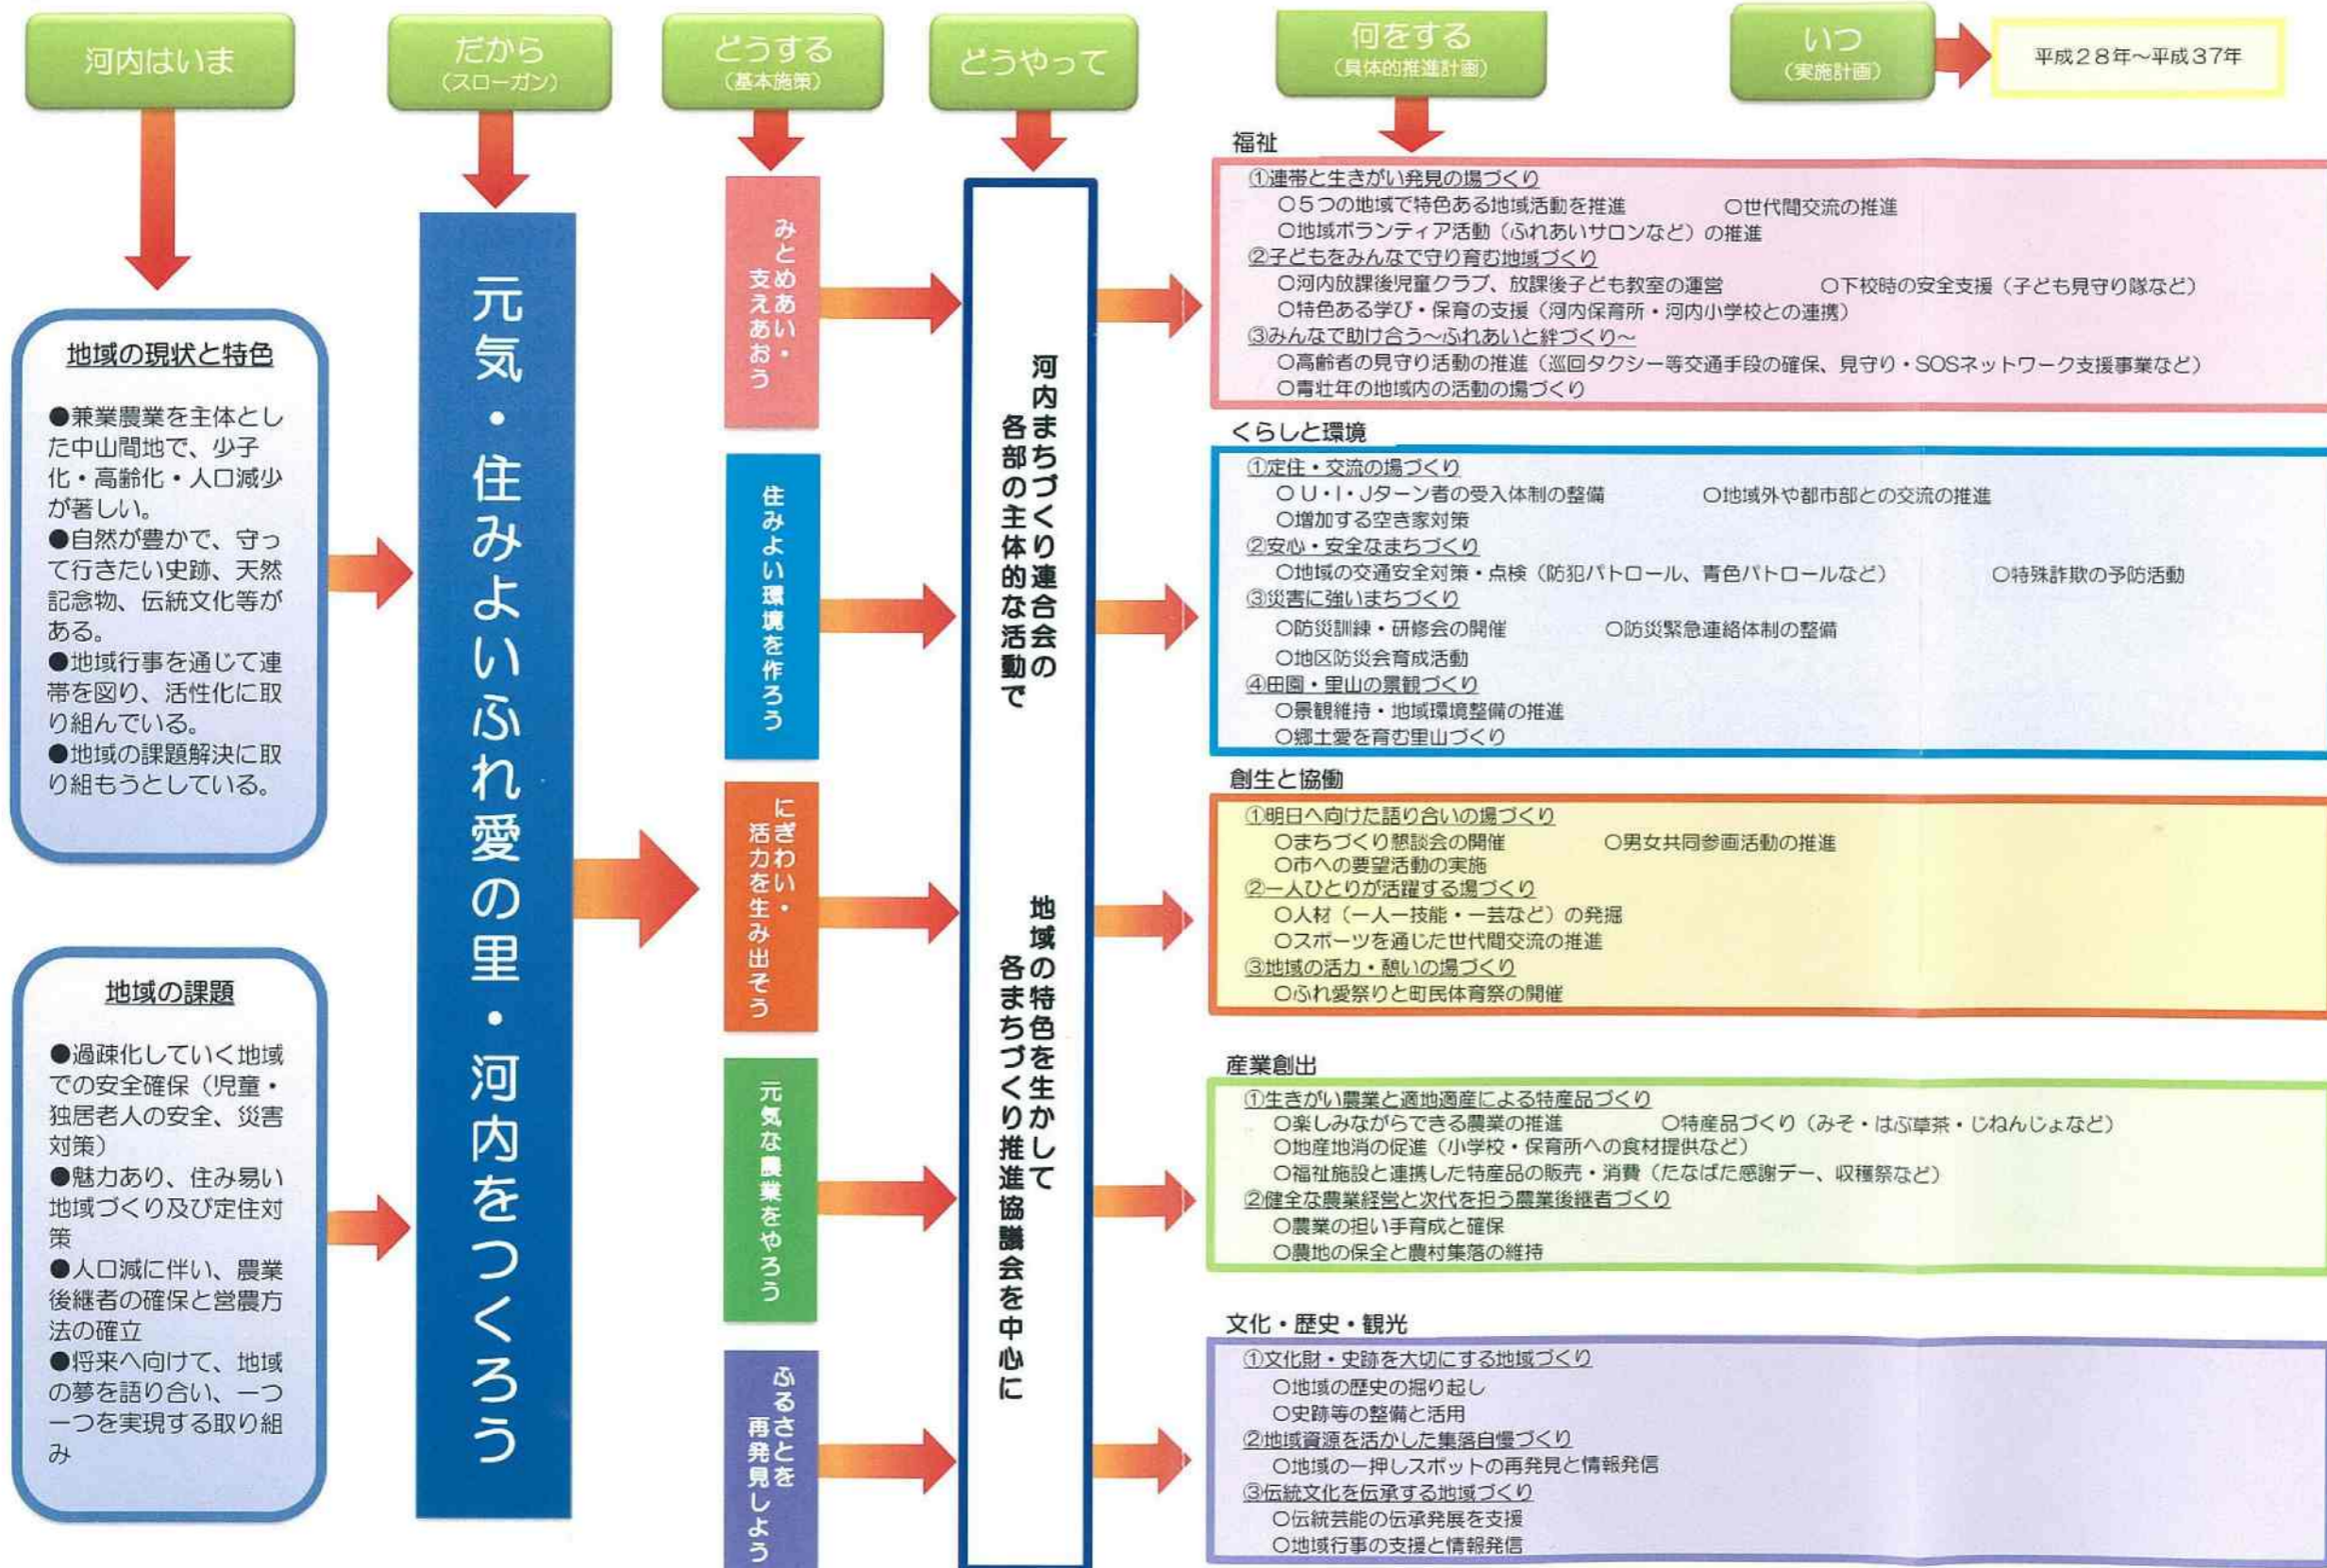 河内はいま
だから
（スローガン）
どうする
（基本施策）
どうやって
何をする
（具体的推進計画）
いつ
（実施計画）
平成２８年～平成３７年
地域の現状と特色
●兼業農業を主体とし
た中山間地で、少子
化・高齢化・人口減少
が著しい。
●自然が豊かで、守っ
て行きたい史跡、天然
記念物、伝統文化等が
ある。
●地域行事を通じて連
帯を図り、活性化に取
り組んでいる。
●地域の課題解決に取
り組もうとしている。
地域の課題
●過疎化していく地域
での安全確保（児童・
独居老人の安全、災害
対策）
●魅力あり、住み易い
地域づくり及び定住対
策
●人口減に伴い、農業
後継者の確保と営農方
法の確立
●将来へ向けて、地域
の夢を語り合い、一つ
一つを実現する取り組
み
元気・住みよいふれ愛の里・河内をつくろう
みとめあい・
支えあおう
住みよい環境を作ろう
にぎわい・
活力を生み出そう
元気な農業をやろう
ふるさとを
再発見しよう
河内まちづくり連合会の
各部の主体的な活動で
地域の特色を生かして
各まちづくり推進協議会を中心に
福祉
①連帯と生きがい発見の場づくり
○５つの地域で特色ある地域活動を推進　○世代間交流の推進
○地域ボランティア活動（ふれあいサロンなど）の推進
②子どもをみんなで守り育む地域づくり
○河内放課後児童クラブ、放課後子ども教室の運営　○下校時の安全支援（子ども見守り隊など）
○特色ある学び・保育の支援（河内保育所・河内小学校との連携）
③みんなで助け合う～ふれあいと絆づくり～
○高齢者の見守り活動の推進（巡回タクシー等交通手段の確保、見守り・SOSネットワーク支援事業など）
○青壮年の地域内の活動の場づくり
くらしと環境
①定住・交流の場づくり
○Ｕ・Ｉ・Ｊターン者の受入体制の整備　○地域外や都市部との交流の推進
○増加する空き家対策
②安心・安全なまちづくり
○地域の交通安全対策・点検（防犯パトロール、青色パトロールなど）　○特殊詐欺の予防活動
③災害に強いまちづくり
○防災訓練・研修会の開催　○防災緊急連絡体制の整備
○地区防災会育成活動
④田園・里山の景観づくり
○景観維持・地域環境整備の推進
○郷土愛を育む里山づくり
創生と協働
①明日へ向けた語り合いの場づくり
○まちづくり懇談会の開催　○男女共同参画活動の推進
○市への要望活動の実施
②一人ひとりが活躍する場づくり
○人材（一人一技能・一芸など）の発掘
○スポーツを通じた世代間交流の推進
③地域の活力・憩いの場づくり
○ふれ愛祭りと町民体育祭の開催
産業創出
①生きがい農業と適地適産による特産品づくり
○楽しみながらできる農業の推進　○特産品づくり（みそ・はぶ草茶・じねんじょなど）
○地産地消の促進（小学校・保育所への食材提供など）
○福祉施設と連携した特産品の販売・消費（たなばた感謝デー、収穫祭など）
②健全な農業経営と次代を担う農業後継者づくり
○農業の担い手育成と確保
○農地の保全と農村集落の維持
文化・歴史・観光
①文化財・史跡を大切にする地域づくり
○地域の歴史の掘り起し
○史跡等の整備と活用
②地域資源を活かした集落自慢づくり
○地域の一押しスポットの再発見と情報発信
③伝統文化を伝承する地域づくり
○伝統芸能の伝承発展を支援
○地域行事の支援と情報発信